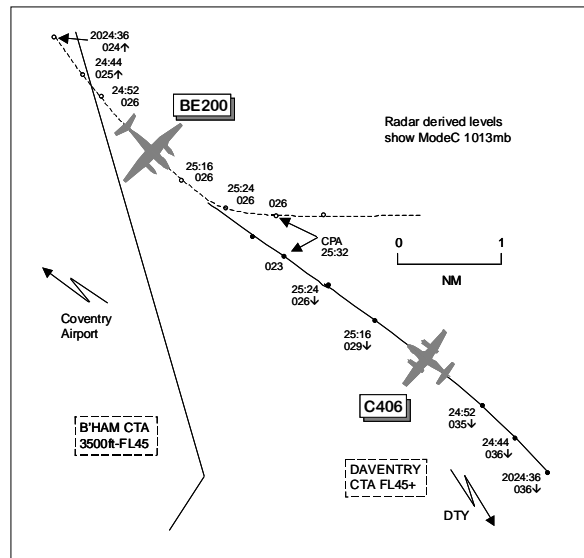 2024:36
024↑
24:44
025↑
24:52
026
BE200
Radar derived levels
show ModeC 1013mb
25:16
026
25:24
026
026
CPA
25:32
0
1
NM
023
25:24
026↓
Coventry
Airport
25:16
029↓
C406
B'HAM CTA
3500ft-FL45
24:52
035↓
24:44
036↓
2024:36
036↓
DAVENTRY
CTA FL45+
DTY